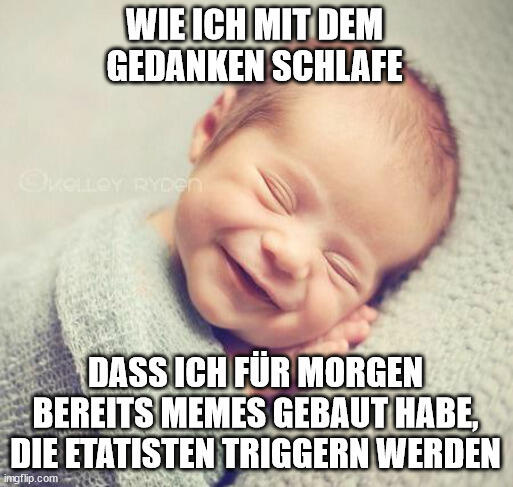 WIE ICH MIT DEM
GEDANKEN SCHLAFE
©KELLEY RYDEN
DASS ICH FÜR MORGEN
BEREITS MEMES GEBAUT HABE,
DIE ETATISTEN TRIGGERN WERDEN
imgflip.com